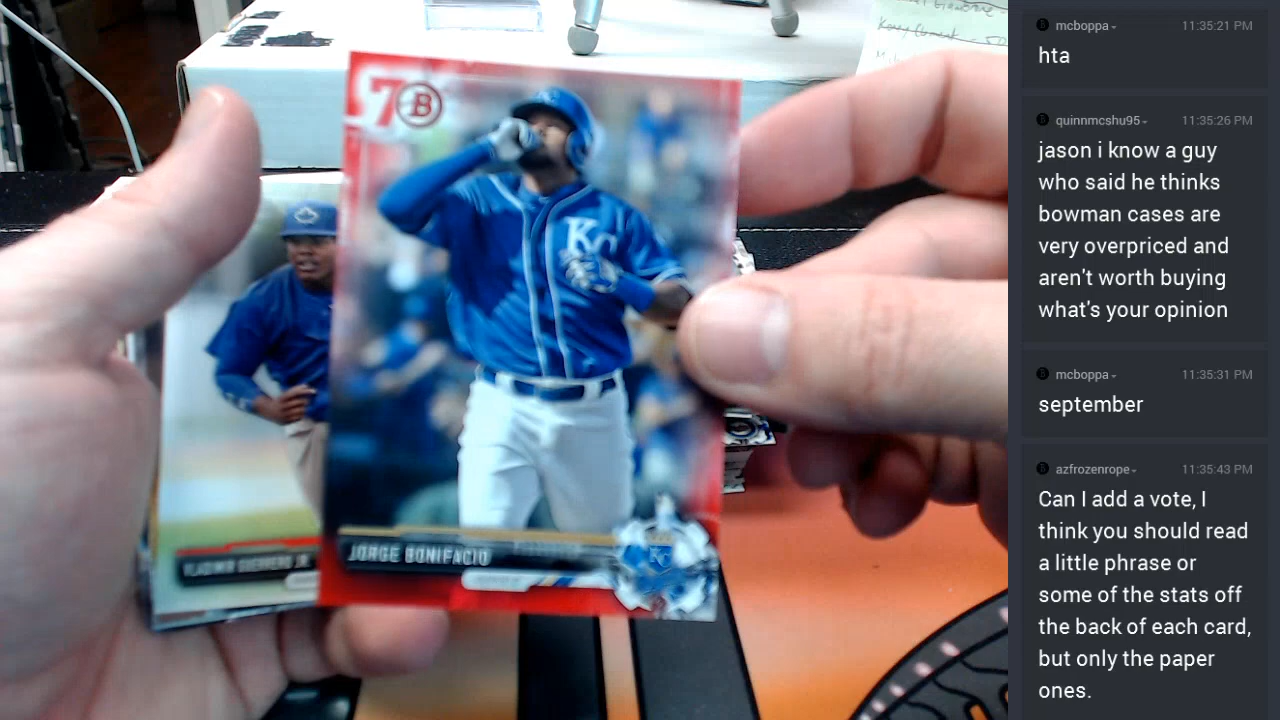 7 B
KC
JORGE BONIFACIO
KC
VLADIMIR GUERRERO JR.
mcboppa
11:35:21 PM
hta
quinnmcshu95
11:35:26 PM
jason i know a guy
who said he thinks
bowman cases are
very overpriced and
aren't worth buying
what's your opinion
mcboppa
11:35:31 PM
september
azfrozenrope
11:35:43 PM
Can I add a vote, I
think you should read
a little phrase or
some of the stats off
the back of each card,
but only the paper
ones.